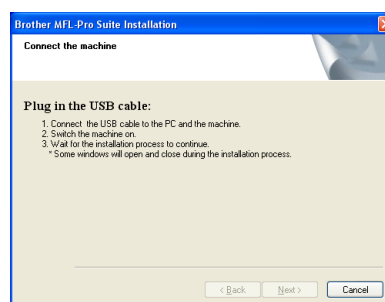 Brother MFL-Pro Suite Installation
Connect the machine
Plug in the USB cable:
1. Connect the USB cable to the PC and the machine.
2. Switch the machine on.
3. Wait for the installation process to continue.
* Some windows will open and close during the installation process.
< Back Next > Cancel